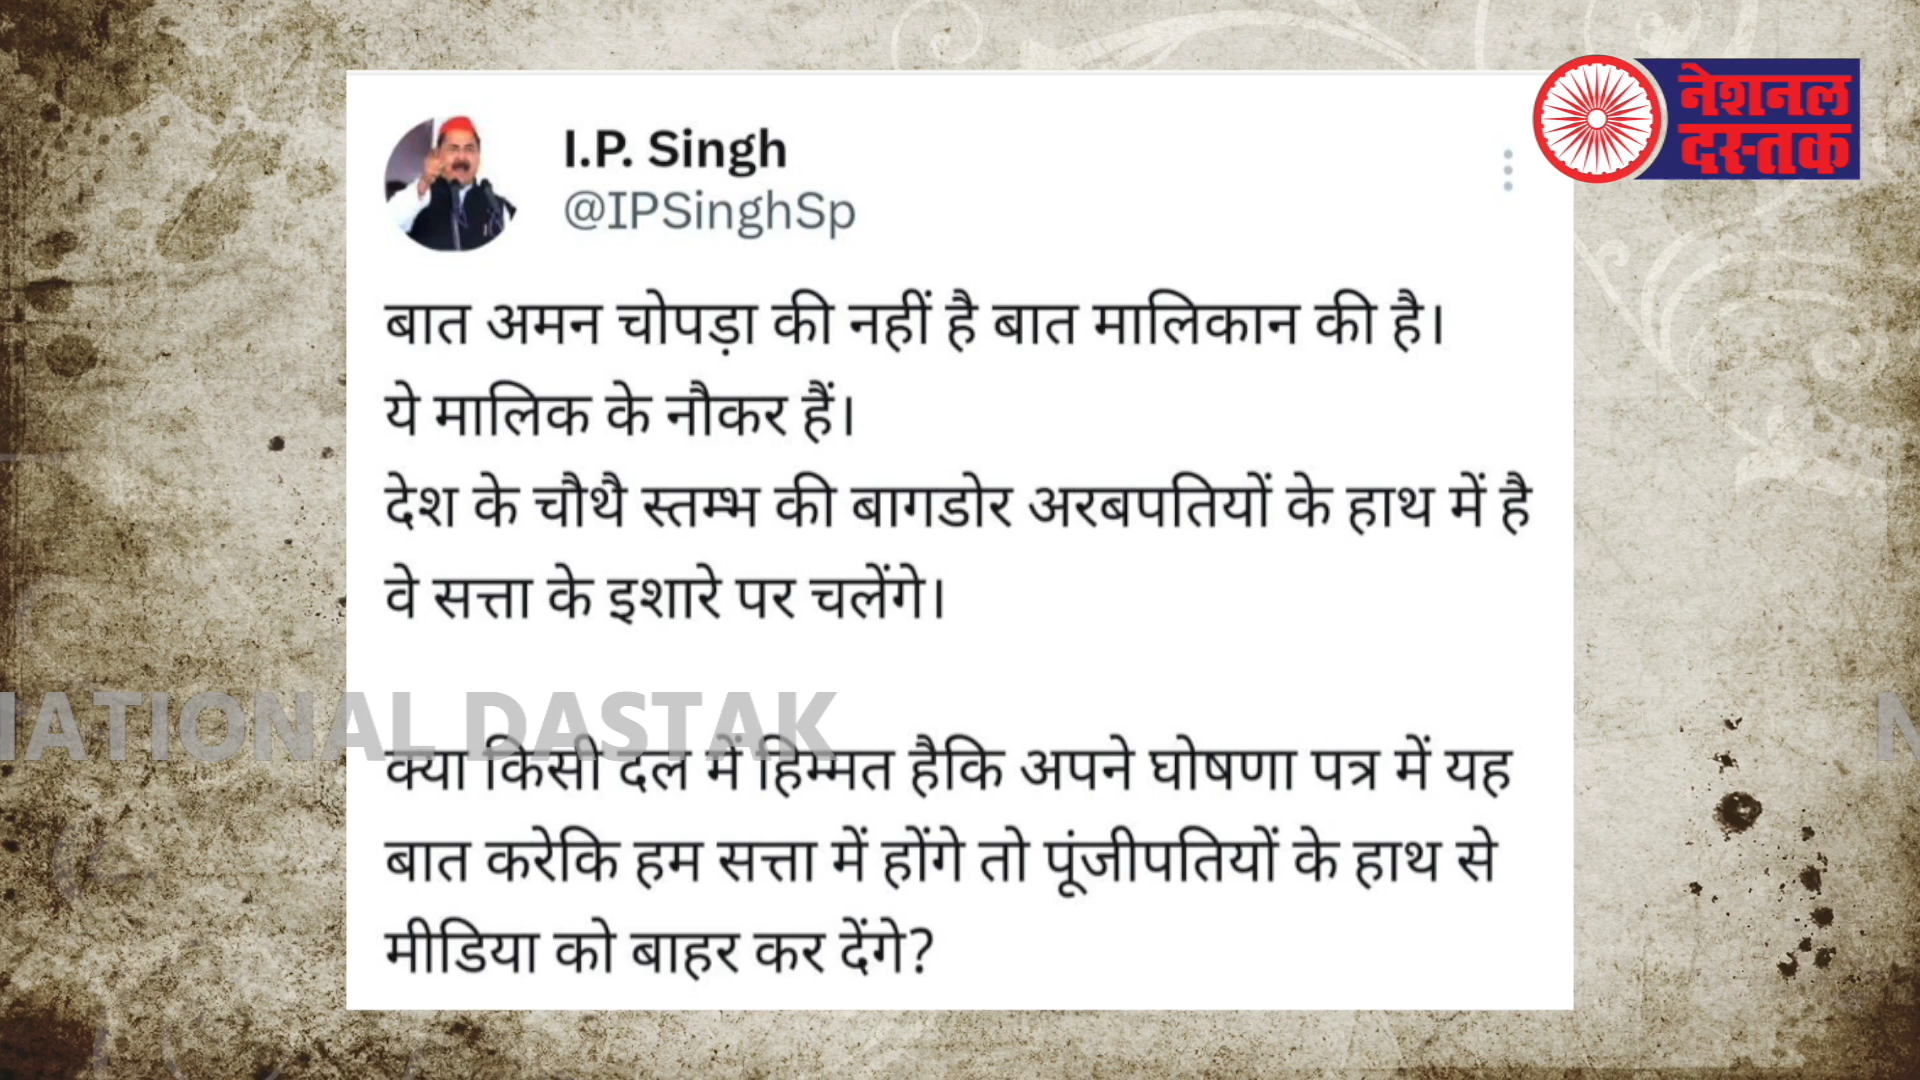 नेशनल
दस्तक
I.P. Singh
@IPSinghSp
बात अमन चोपड़ा की नहीं है बात मालिकान की है।
ये मालिक के नौकर हैं।
देश के चौथै स्तम्भ की बागडोर अरबपतियों के हाथ में है
वे सत्ता के इशारे पर चलेंगे।
NATIONAL DASTAK
क्या किसी दल में हिम्मत हैकि अपने घोषणा पत्र में यह
बात करेकि हम सत्ता में होंगे तो पूंजीपतियों के हाथ से
मीडिया को बाहर कर देंगे?